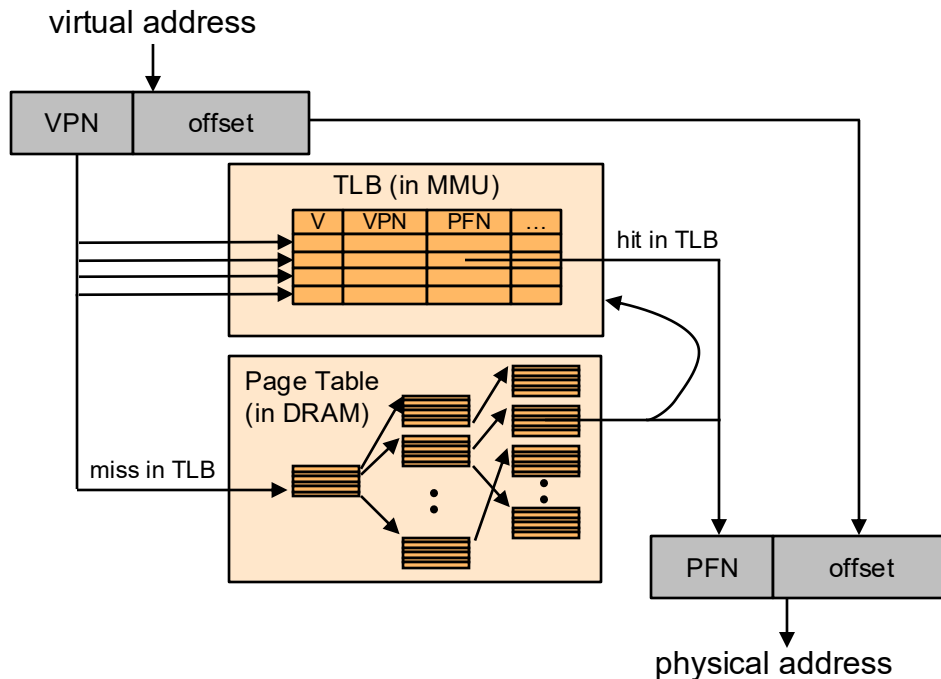 virtual address
VPN offset
TLB (in MMU)
V VPN PFN ...
hit in TLB
Page Table
(in DRAM)
miss in TLB
PFN offset
physical address